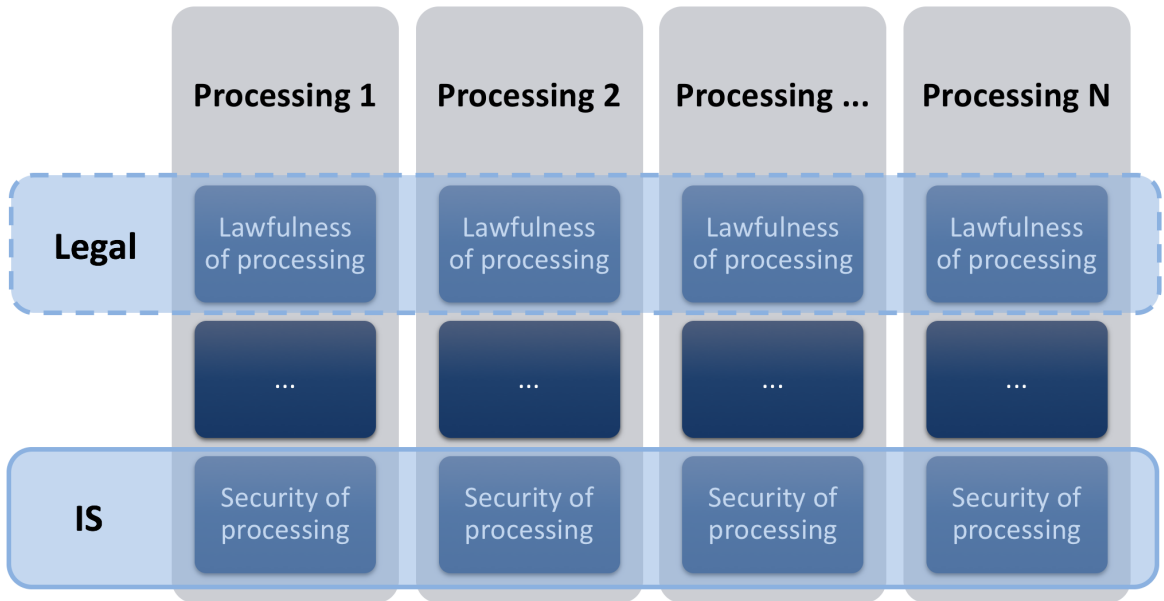 Processing 1
Processing 2
Processing ...
Processing N
Legal
Lawfulness
of processing
Lawfulness
of processing
Lawfulness
of processing
Lawfulness
of processing
...
...
...
...
IS
Security of
processing
Security of
processing
Security of
processing
Security of
processing